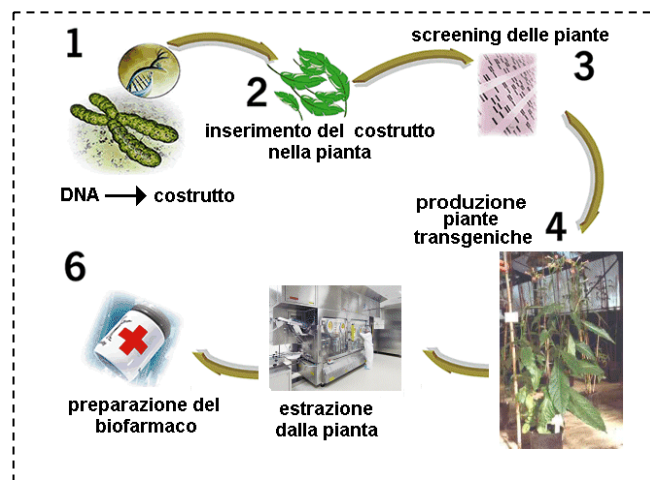 1
DNA → costrutto
2
inserimento del costrutto
nella pianta
screening delle piante
3
produzione
piante
transgeniche
4
estrazione
dalla pianta
6
preparazione del
biofarmaco